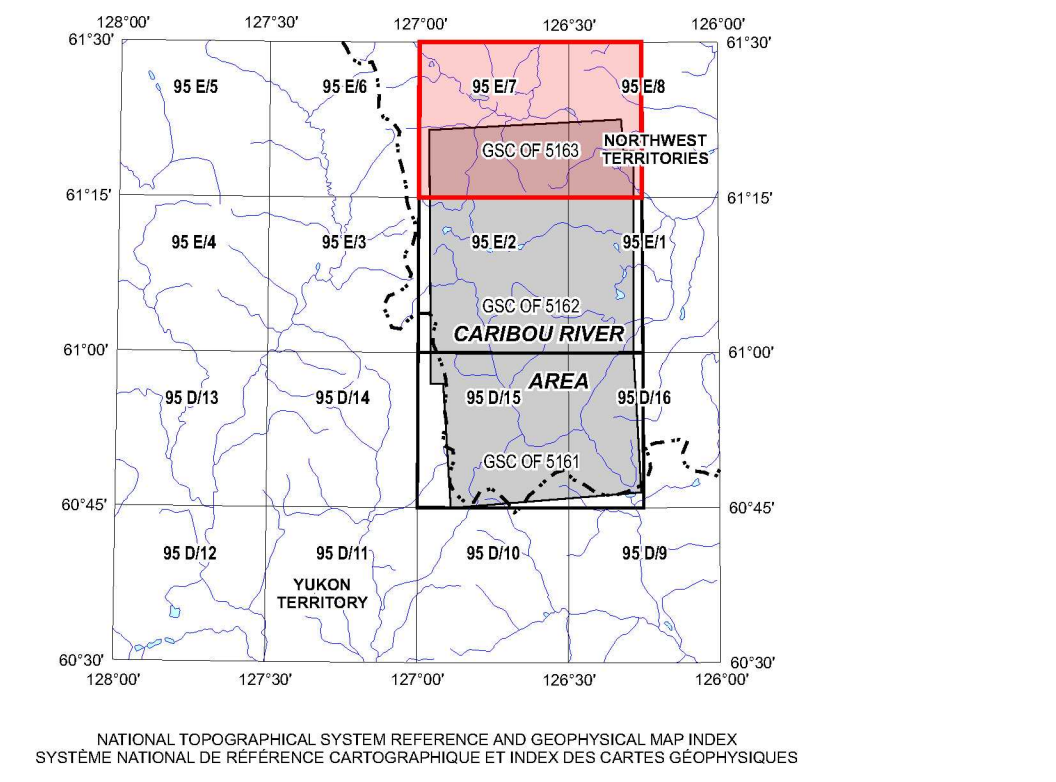 128°00' 127°30' 127°00' 126°30' 126°00'
61°30' 61°30'
95 E/5 95 E/6 95 E/7 95 E/8
GSC OF 5163 NORTHWEST
TERRITORIES
61°15' 61°15'
95 E/4 95 E/3 95 E/2 95 E/1
GSC OF 5162
CARIBOU RIVER
61°00' 61°00'
AREA
95 D/13 95 D/14 95 D/15 95 D/16
GSC OF 5161
60°45' 60°45'
95 D/12 95 D/11 95 D/10 95 D/9
YUKON
TERRITORY
60°30' 60°30'
128°00' 127°30' 127°00' 126°30' 126°00'
NATIONAL TOPOGRAPHICAL SYSTEM REFERENCE AND GEOPHYSICAL MAP INDEX
SYSTÈME NATIONAL DE RÉFÉRENCE CARTOGRAPHIQUE ET INDEX DES CARTES GÉOPHYSIQUES